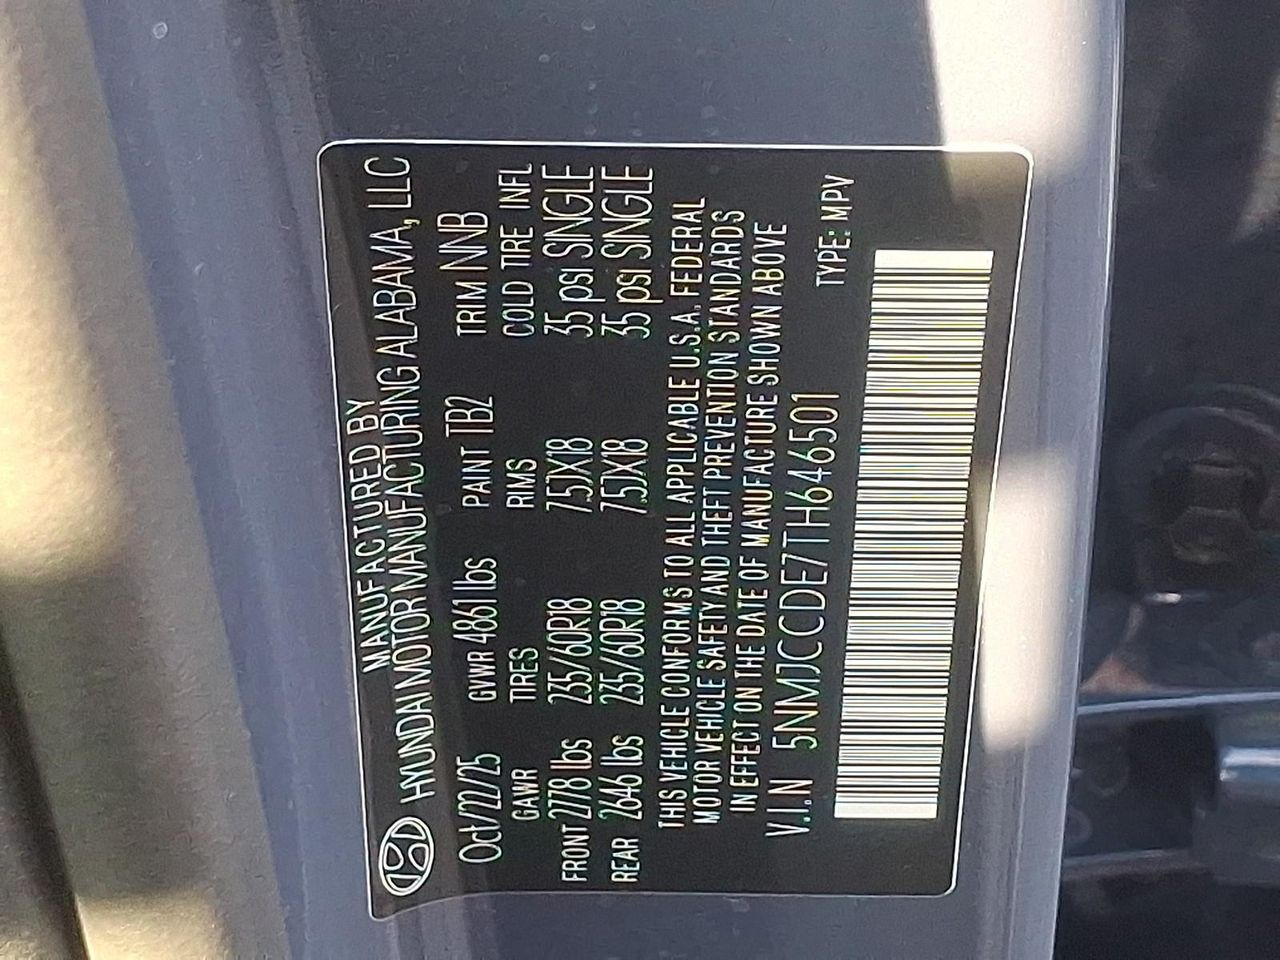 MANUFACTURED BY
HYUNDAI MOTOR MANUFACTURING ALABAMA, LLC
Oct/22/25 GVWR 4861 lbs PAINT TB2 TRIM NNB
GAWR TIRES RIMS COLD TIRE INFL
FRONT 2778 lbs 235/60R18 7.5JX18 35 psi SINGLE
REAR 2646 lbs 235/60R18 7.5JX18 35 psi SINGLE
THIS VEHICLE CONFORMS TO ALL APPLICABLE U.S.A. FEDERAL
MOTOR VEHICLE SAFETY AND THEFT PREVENTION STANDARDS
IN EFFECT ON THE DATE OF MANUFACTURE SHOWN ABOVE
V.I.N 5NMJCCDE7TH646501
TYPE: MPV